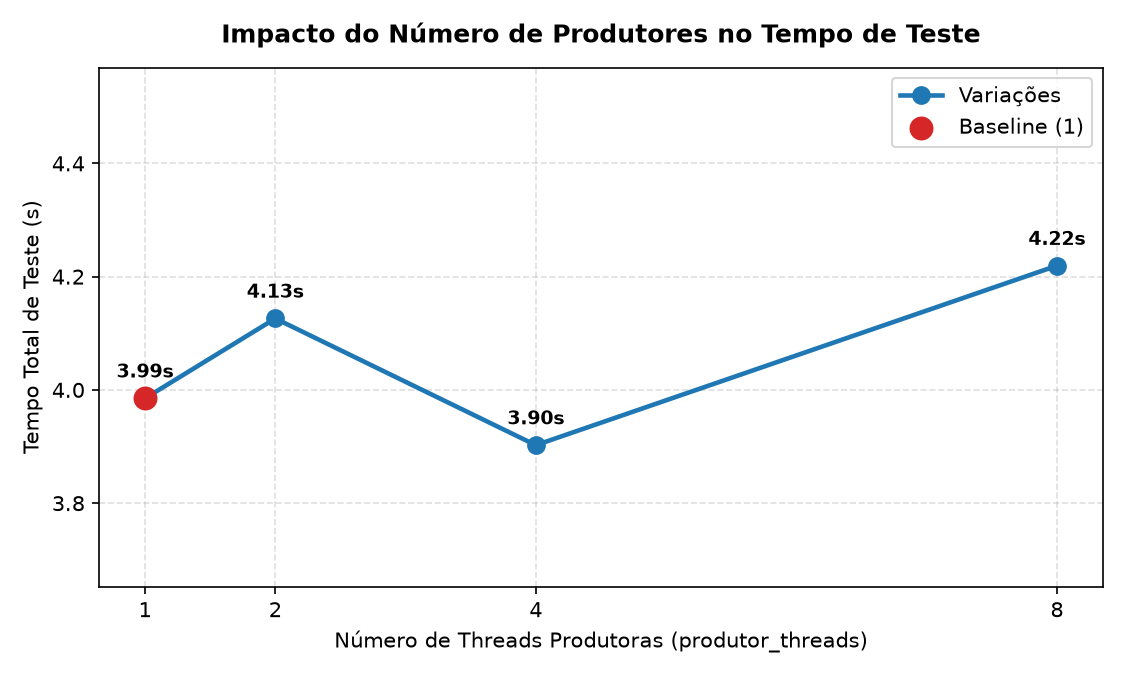 Impacto do Número de Produtores no Tempo de Teste
Variações
Baseline (1)
Tempo Total de Teste (s)
4.4
4.2
4.0
3.8
3.99s
4.13s
3.90s
4.22s
1
2
4
8
Número de Threads Produtoras (produtor_threads)